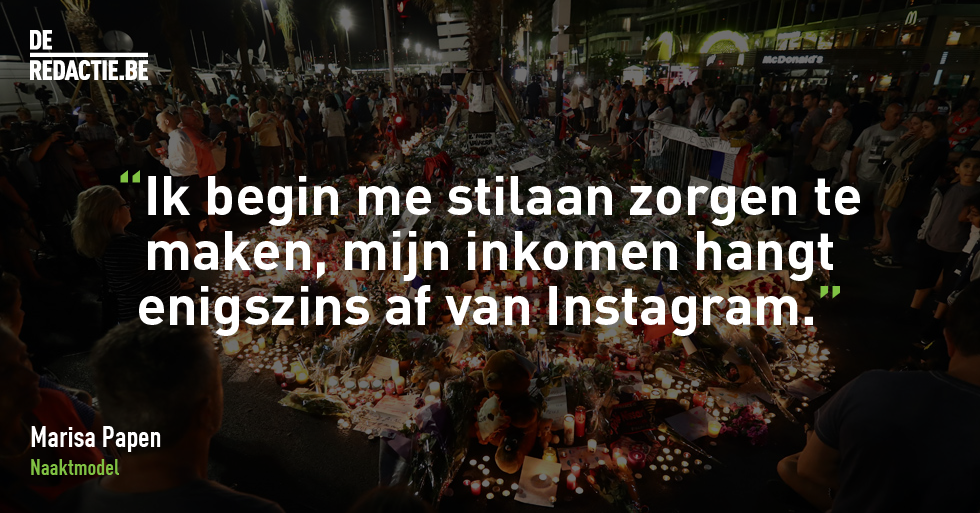 DE
REDACTIE.BE
McDonald's
“Ik begin me stilaan zorgen te
maken, mijn inkomen hangt
enigszins af van Instagram.”
Marisa Papen
Naaktmodel